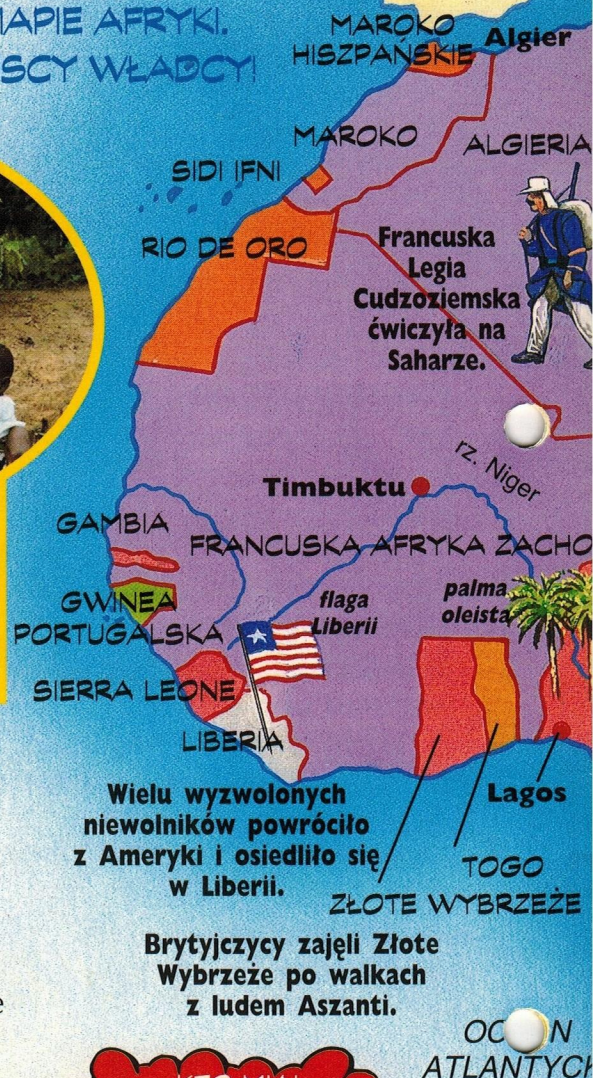 MAPIE AFRYKI.
SCY WŁADCY!
MAROKO
HISZPAŃSKIE
Algier
MAROKO
ALGIERIA
SIDI IFNI
RIO DE ORO
Francuska
Legia
Cudzoziemska
ćwiczyła na
Saharze.
rz. Niger
Timbuktu
GAMBIA
FRANCUSKA AFRYKA ZACHO
GWINEA
PORTUGALSKA
flaga
Liberii
palma
oleista
SIERRA LEONE
LIBERIA
Wielu wyzwolonych
niewolników powróciło
z Ameryki i osiedliło się
w Liberii.
Lagos
TOGO
ZŁOTE WYBRZEŻE
Brytyjczycy zajęli Złote
Wybrzeże po walkach
z ludem Aszanti.
e
OC N
ATLANTYCK